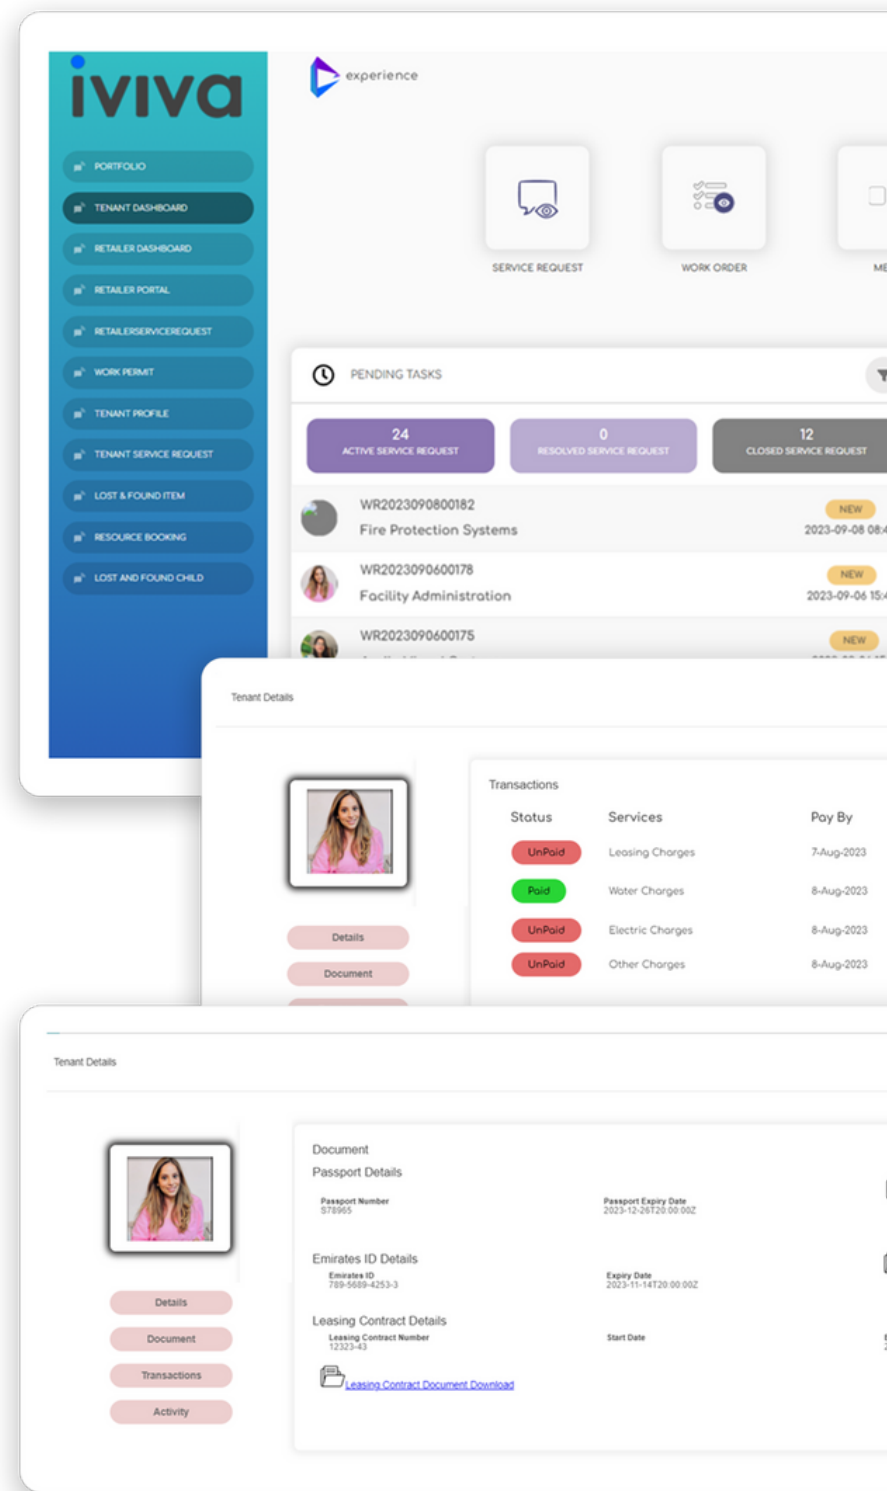 iviva
experience
PORTFOLIO
TENANT DASHBOARD
RETAILER DASHBOARD
RETAILER PORTAL
RETAILERSERVICEREQUEST
WORK PERMIT
TENANT PROFILE
TENANT SERVICE REQUEST
LOST & FOUND ITEM
RESOURCE BOOKING
LOST AND FOUND CHILD
SERVICE REQUEST
WORK ORDER
PENDING TASKS
24
ACTIVE SERVICE REQUEST
0
RESOLVED SERVICE REQUEST
12
CLOSED SERVICE REQUEST
WR2023090800182
NEW
Fire Protection Systems
2023-09-08 08:4
WR2023090600178
NEW
Facility Administration
2023-09-06 15:4
WR2023090600175
NEW
Tenant Details
Transactions
Status Services Pay By
UnPaid Leasing Charges 7-Aug-2023
Paid Water Charges 8-Aug-2023
UnPaid Electric Charges 8-Aug-2023
UnPaid Other Charges 8-Aug-2023
Details
Document
Tenant Details
Details
Document
Transactions
Activity
Document
Passport Details
Passport Number Passport Expiry Date
S78965 2023-12-26T20:00:00Z
Emirates ID Details
Emirates ID Expiry Date
789-5689-4253-3 2023-11-14T20:00:00Z
Leasing Contract Details
Leasing Contract Number Start Date
12323-43
Leasing Contract Document Download